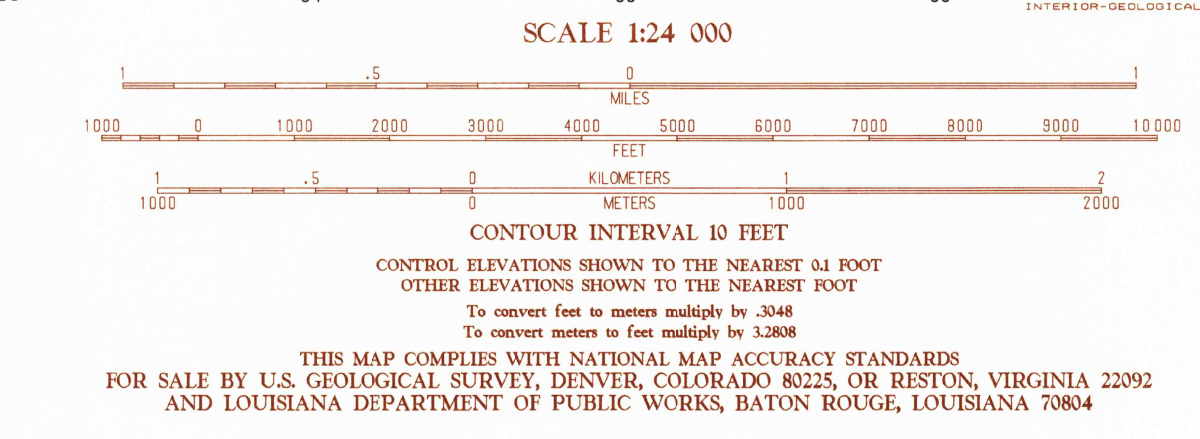 INTERIOR-GEOLOGICAL
SCALE 1:24 000
1 .5 0 1
MILES
1000 0 1000 2000 3000 4000 5000 6000 7000 8000 9000 10 000
FEET
1 .5 0 KILOMETERS 1 2
1000 0 METERS 1000 2000
CONTOUR INTERVAL 10 FEET
CONTROL ELEVATIONS SHOWN TO THE NEAREST 0.1 FOOT
OTHER ELEVATIONS SHOWN TO THE NEAREST FOOT
To convert feet to meters multiply by .3048
To convert meters to feet multiply by 3.2808
THIS MAP COMPLIES WITH NATIONAL MAP ACCURACY STANDARDS
FOR SALE BY U.S. GEOLOGICAL SURVEY, DENVER, COLORADO 80225, OR RESTON, VIRGINIA 22092
AND LOUISIANA DEPARTMENT OF PUBLIC WORKS, BATON ROUGE, LOUISIANA 70804